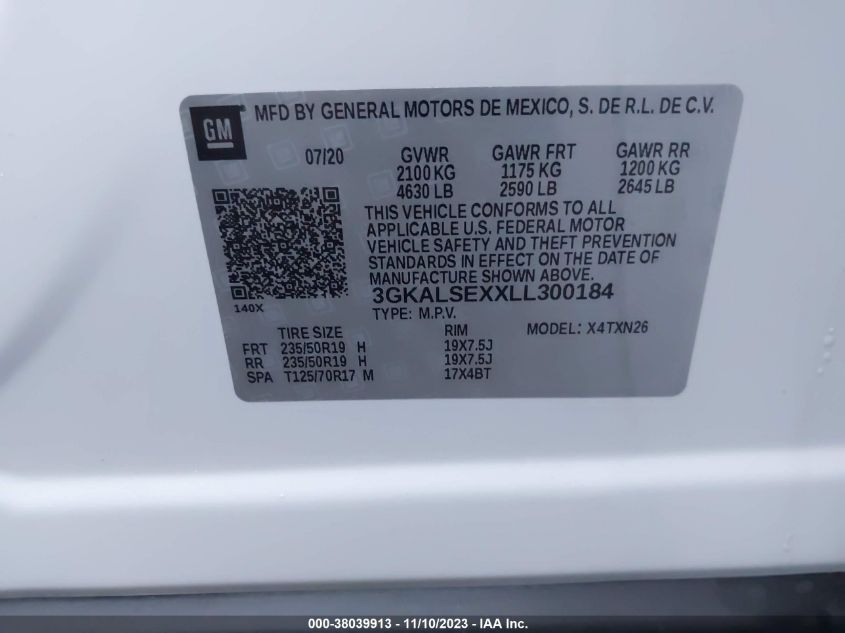 GM
MFD BY GENERAL MOTORS DE MEXICO, S. DE R.L. DE C.V.
07/20 GVWR GAWR FRT GAWR RR
2100 KG 1175 KG 1200 KG
4630 LB 2590 LB 2645 LB
THIS VEHICLE CONFORMS TO ALL
APPLICABLE U.S. FEDERAL MOTOR
VEHICLE SAFETY AND THEFT PREVENTION
STANDARDS IN EFFECT ON THE DATE OF
MANUFACTURE SHOWN ABOVE.
140X
3GKALSEXXLL300184
TYPE: M.P.V. MODEL: X4TXN26
TIRE SIZE RIM
FRT 235/50R19 H 19X7.5J
RR 235/50R19 H 19X7.5J
SPA T125/70R17 M 17X4BT
000-38039913 - 11/10/2023 - IAAI, Inc.